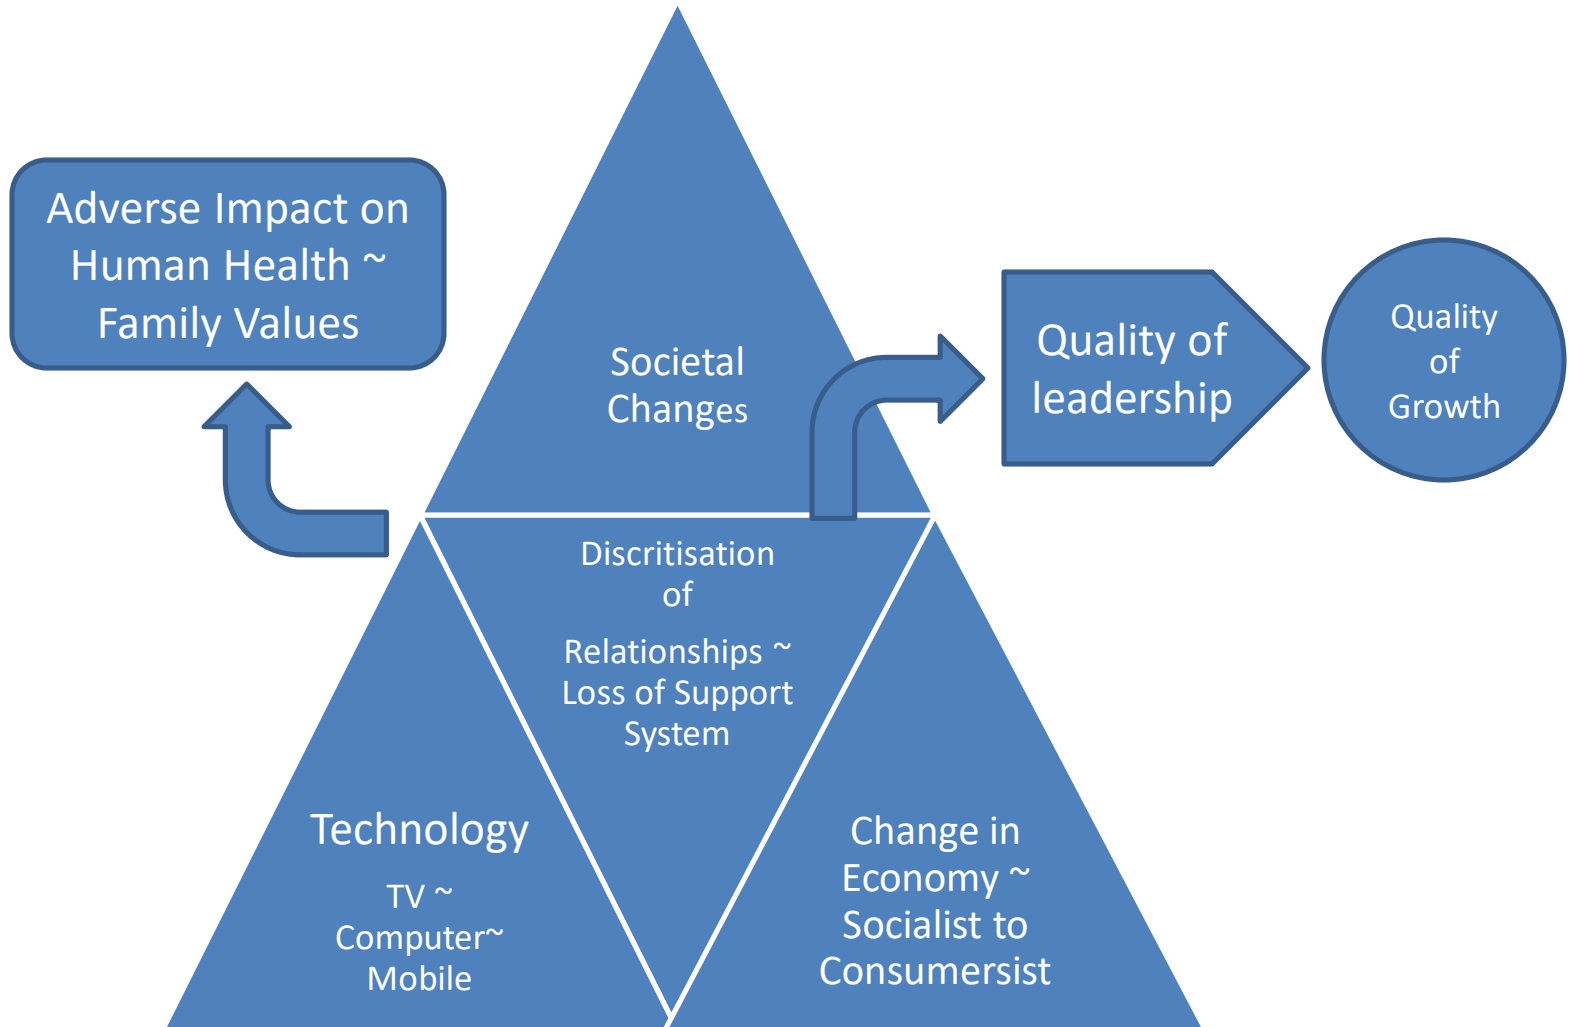 Adverse Impact on
Human Health ~
Family Values
Societal
Changes
Quality of
leadership
Quality
of
Growth
Discritisation
of
Relationships ~
Loss of Support
System
Technology
TV ~
Computer~
Mobile
Change in
Economy ~
Socialist to
Consumersist